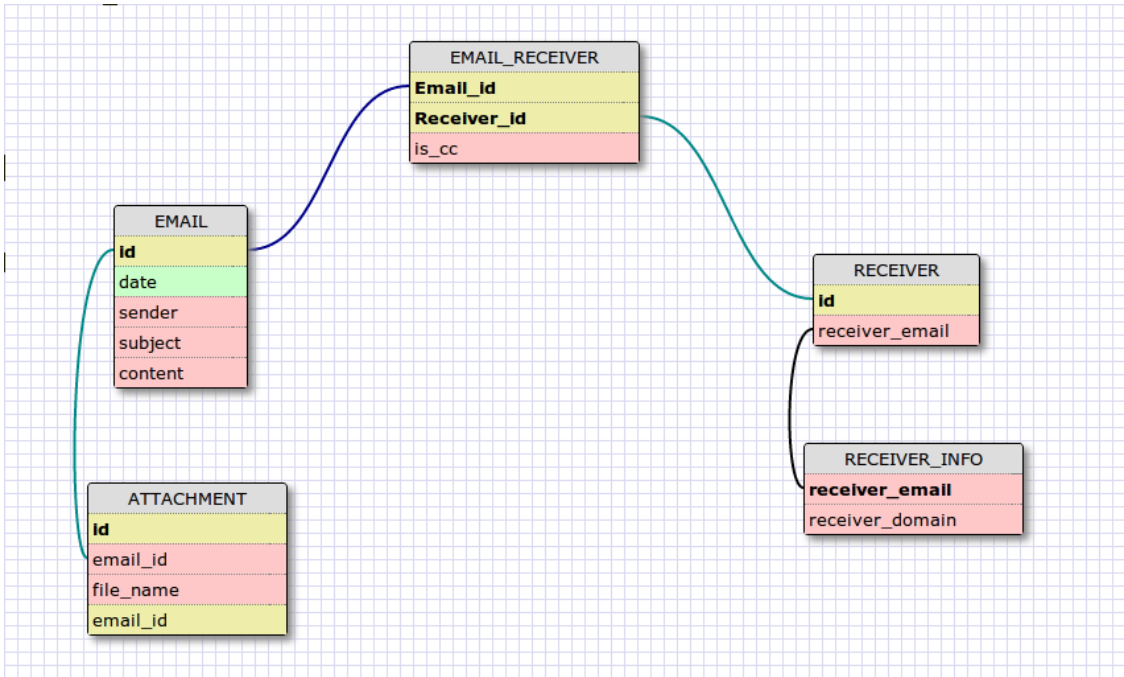 EMAIL_RECEIVER
Email_id
Receiver_id
is_cc
EMAIL
id
date
sender
subject
content
RECEIVER
id
receiver_email
RECEIVER_INFO
receiver_email
receiver_domain
ATTACHMENT
id
email_id
file_name
email_id